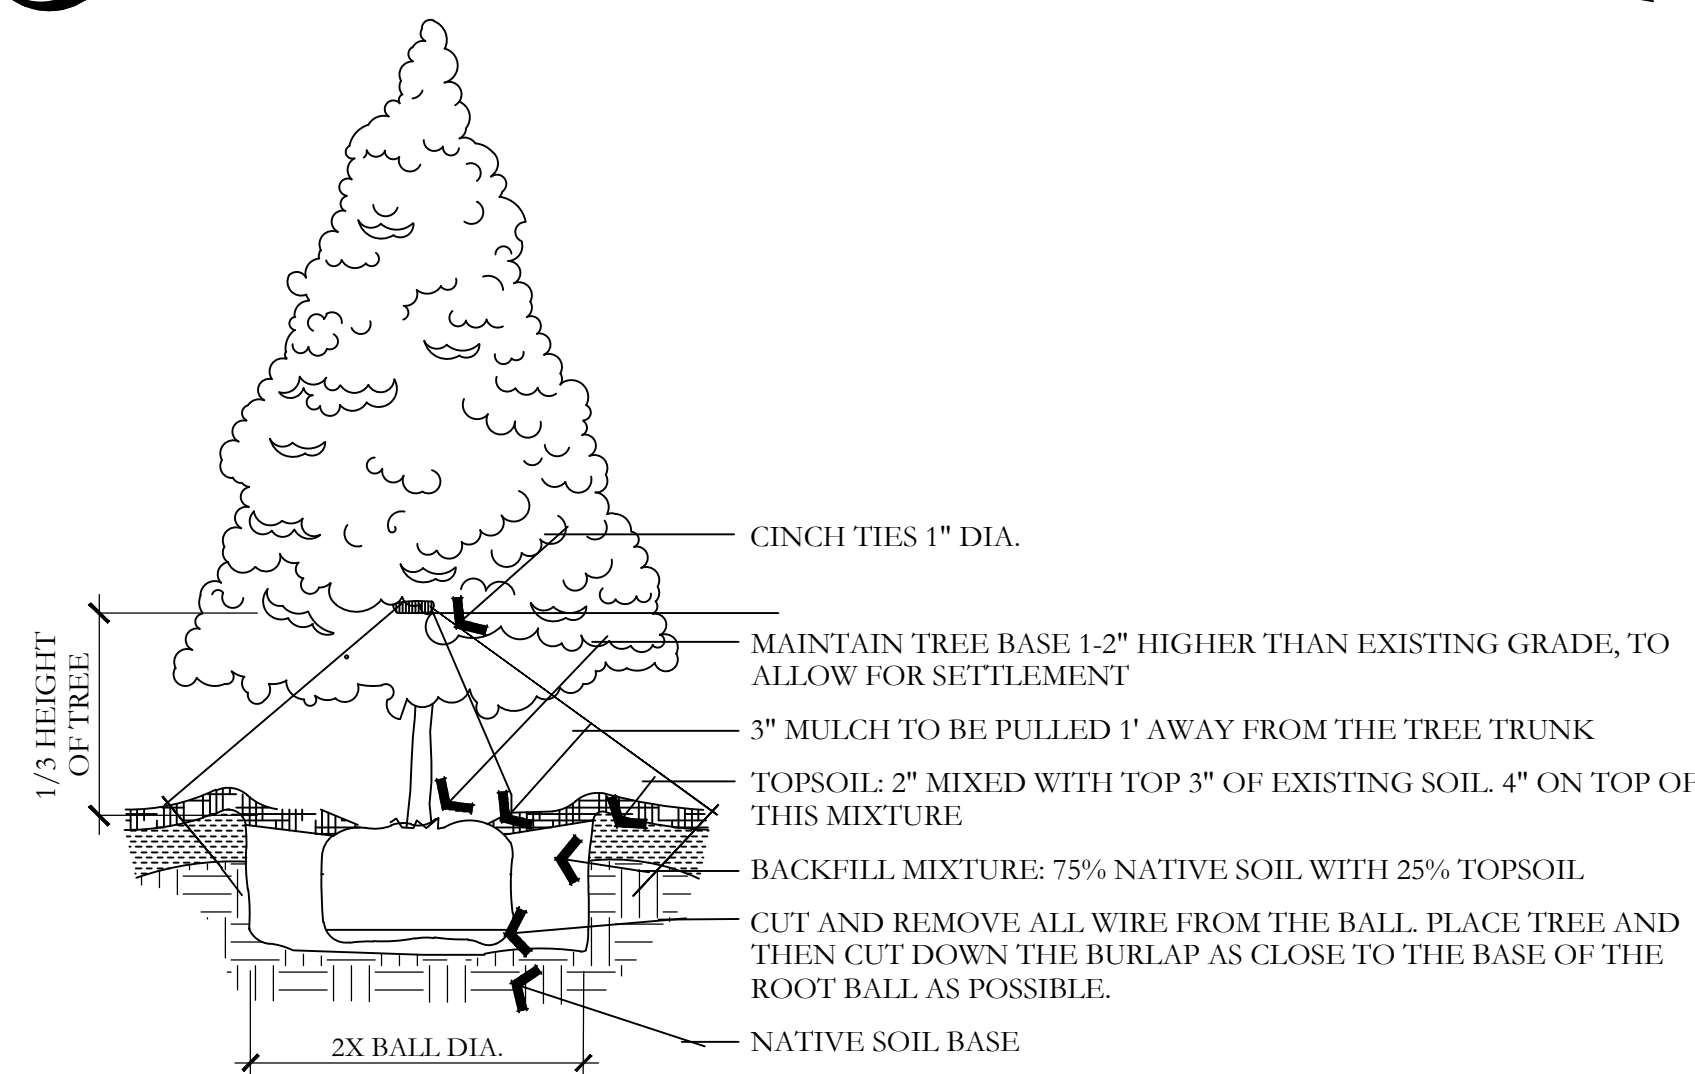 CINCH TIES 1" DIA.
MAINTAIN TREE BASE 1-2" HIGHER THAN EXISTING GRADE, TO
ALLOW FOR SETTLEMENT
3" MULCH TO BE PULLED 1' AWAY FROM THE TREE TRUNK
TOPSOIL: 2" MIXED WITH TOP 3" OF EXISTING SOIL. 4" ON TOP OF
THIS MIXTURE
BACKFILL MIXTURE: 75% NATIVE SOIL WITH 25% TOPSOIL
CUT AND REMOVE ALL WIRE FROM THE BALL. PLACE TREE AND
THEN CUT DOWN THE BURLAP AS CLOSE TO THE BASE OF THE
ROOT BALL AS POSSIBLE.
NATIVE SOIL BASE
1/3 HEIGHT
OF TREE
2X BALL DIA.